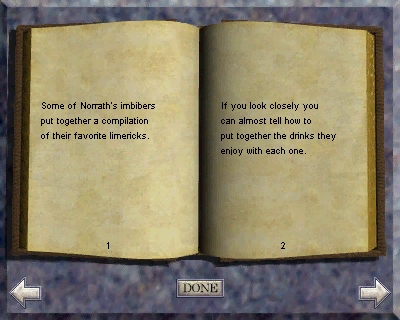 Some of Norrath's imbibers
put together a compilation
of their favorite limericks.
1
If you look closely you
can almost tell how to
put together the drinks they
enjoy with each one.
2
DONE